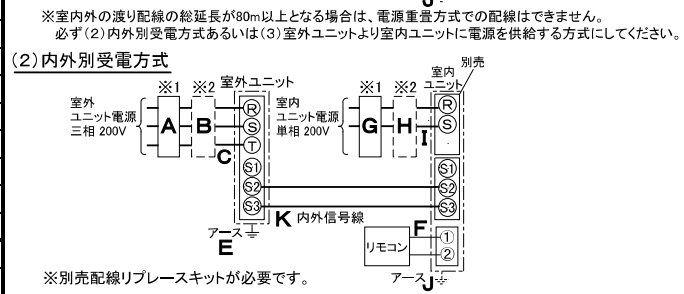 ※室内外の渡り配線の総延長が80m以上となる場合は、電源重畳方式での配線はできません。
必ず(2)内外別受電方式あるいは(3)室外ユニットより室内ユニットに電源を供給する方式にしてください。
(2)内外別受電方式
別売
室外ユニット
室内
ユニット
※1 ※2
※1 ※2
室外
ユニット電源
三相 200V
A B C
R
S
T
S1
S2
S3
室内
ユニット電源
単相 200V
G H I
R
S
S1
S2
S3
K 内外信号線
アース
E
リモコン
F
1
2
アース J
※別売配線リプレースキットが必要です。